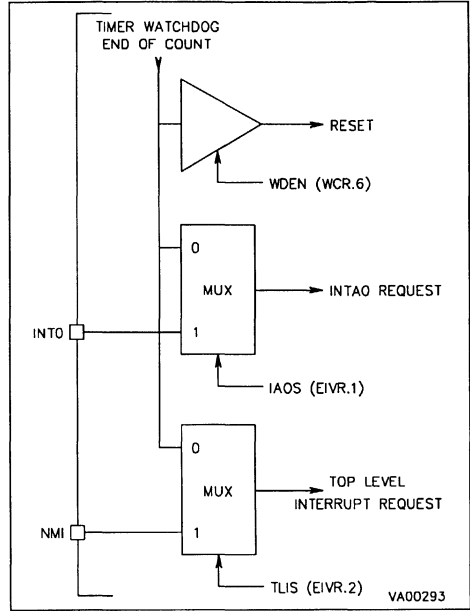 TIMER WATCHDOG
END OF COUNT
RESET
WDEN (WCR.6)
0
MUX
INTA0 REQUEST
INT0
1
IA0S (EIVR.1)
0
MUX
TOP LEVEL
INTERRUPT REQUEST
NMI
1
TLIS (EIVR.2)
VA00293